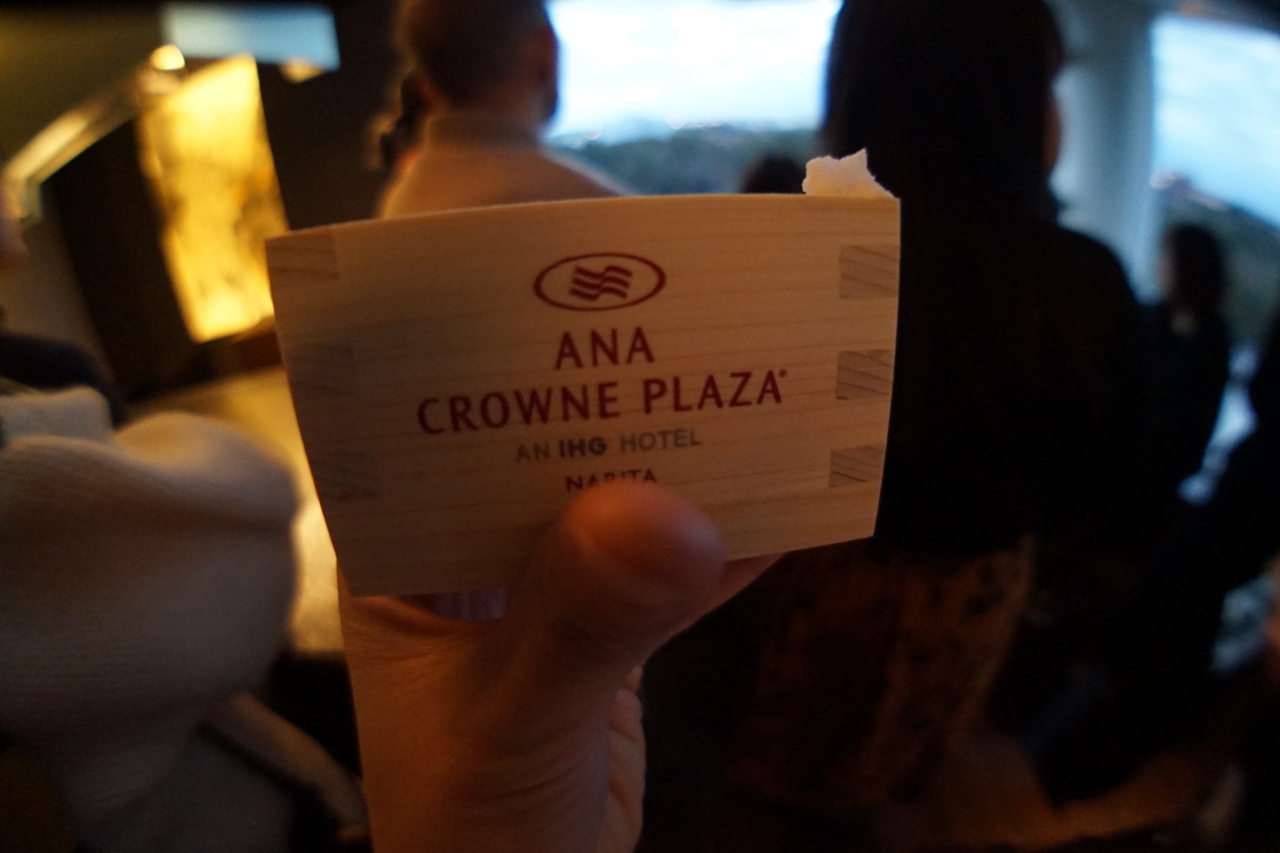 ANA
CROWNE PLAZA®
AN IHG HOTEL
NARITA